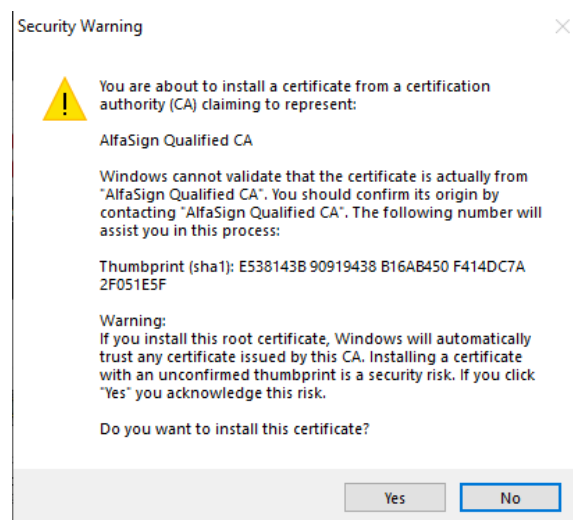 Security Warning
You are about to install a certificate from a certification
authority (CA) claiming to represent:
AlfaSign Qualified CA
Windows cannot validate that the certificate is actually from
"AlfaSign Qualified CA". You should confirm its origin by
contacting "AlfaSign Qualified CA". The following number will
assist you in this process:
Thumbprint (sha1): E538143B 90919438 B16AB450 F414DC7A
2F051E5F
Warning:
If you install this root certificate, Windows will automatically
trust any certificate issued by this CA. Installing a certificate
with an unconfirmed thumbprint is a security risk. If you click
"Yes" you acknowledge this risk.
Do you want to install this certificate?
Yes
No